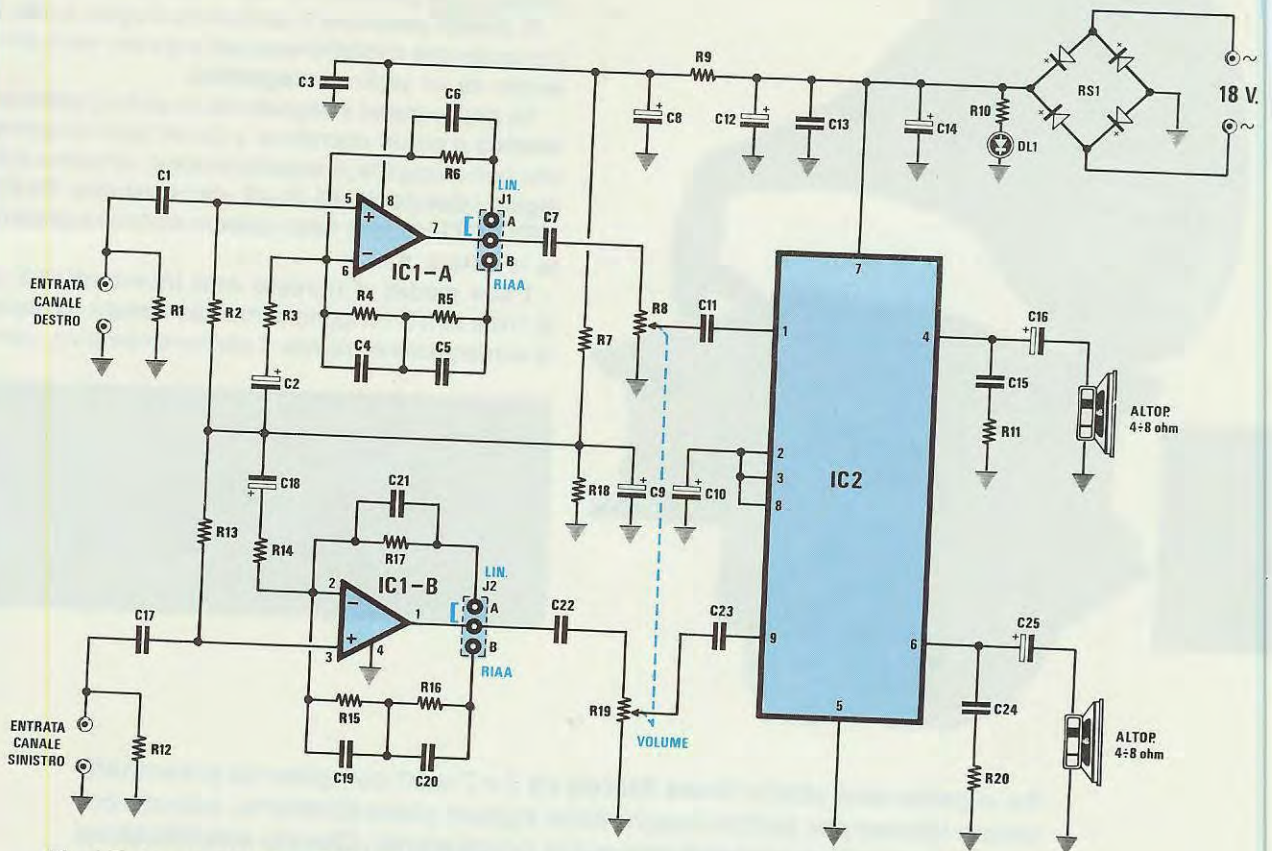 R9
C3
C6
R6
C8
C12
C13
C14
R10
DL1
RS1
18 V.
~
~
C1
LIN.
J1
A
B
RIAA
5
+
8
7
−
6
IC1-A
C7
ENTRATA
CANALE
DESTRO
R1
R2
R3
R4
R5
C4
C5
C2
R7
R8
C11
7
1
4
C16
C15
R11
ALTOP.
4÷8 ohm
2
3
8
IC2
C18
R18
C9
C10
C21
R17
R13
R14
IC1-B
LIN.
J2
A
B
RIAA
2
−
1
+
3
4
C17
C22
C23
9
6
5
C25
R15
R16
C19
C20
R19
VOLUME
C24
R20
ALTOP.
4÷8 ohm
ENTRATA
CANALE
SINISTRO
R12